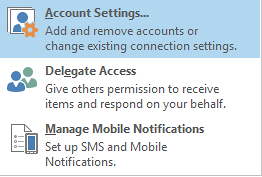 Account Settings...
Add and remove accounts or
change existing connection settings.
Delegate Access
Give others permission to receive
items and respond on your behalf.
Manage Mobile Notifications
Set up SMS and Mobile
Notifications.